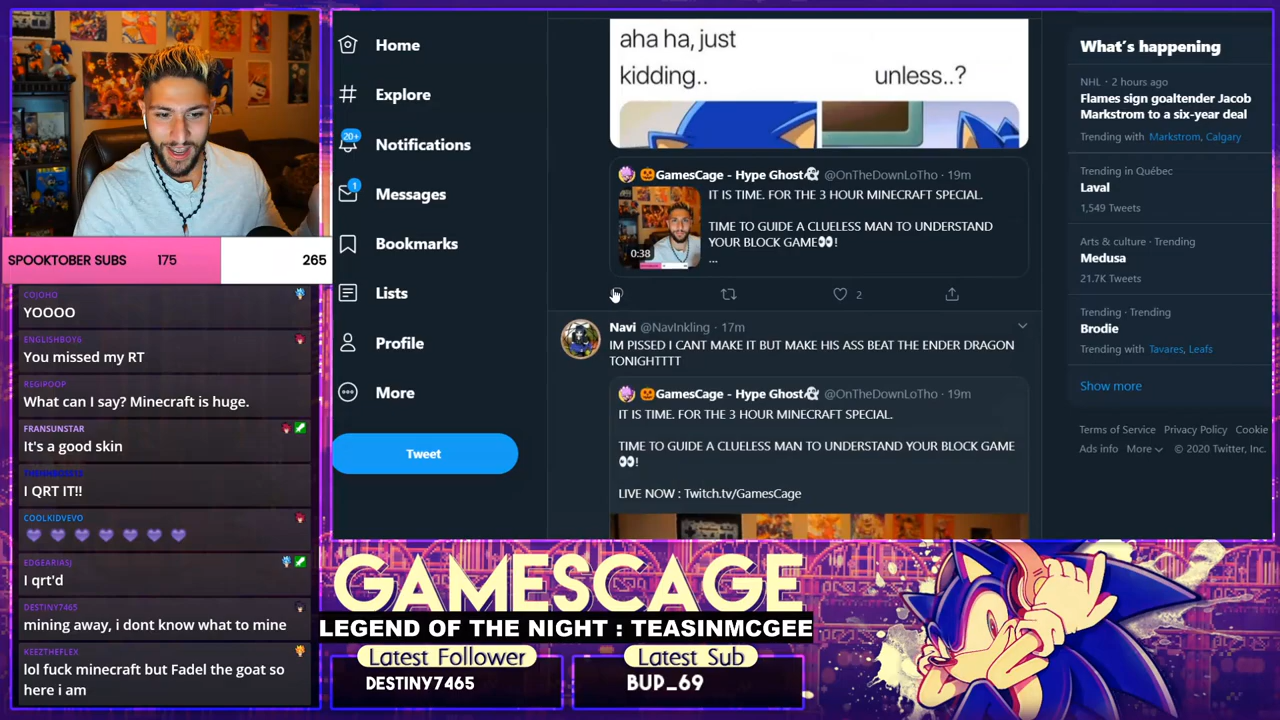 SPOOKTOBER SUBS 175 265
COJOHO
YOOOO
ENGLISHBOY6
You missed my RT
REGIPOOP
What can I say? Minecraft is huge.
FRANSUNSTAR
It's a good skin
I QRT IT!!
COOLKIDVEVO
EDGEARIASJ
I qrt'd
DESTINY7465
mining away, i dont know what to mine
KEEZTHEFLEX
lol fuck minecraft but Fadel the goat so
here i am
Home
Explore
20+
Notifications
1
Messages
Bookmarks
Lists
Profile
More
Tweet
aha ha, just
kidding.. unless..?
🎃GamesCage - Hype Ghost👻 @OnTheDownLoTho · 19m
IT IS TIME. FOR THE 3 HOUR MINECRAFT SPECIAL.
TIME TO GUIDE A CLUELESS MAN TO UNDERSTAND
YOUR BLOCK GAME👀!
...
0:38
2
Navi @NavInkling · 17m
IM PISSED I CANT MAKE IT BUT MAKE HIS ASS BEAT THE ENDER DRAGON
TONIGHTTTT
🎃GamesCage - Hype Ghost👻 @OnTheDownLoTho · 19m
IT IS TIME. FOR THE 3 HOUR MINECRAFT SPECIAL.
TIME TO GUIDE A CLUELESS MAN TO UNDERSTAND YOUR BLOCK GAME
👀!
LIVE NOW : Twitch.tv/GamesCage
What's happening
NHL · 2 hours ago
Flames sign goaltender Jacob
Markstrom to a six-year deal
Trending with Markstrom, Calgary
Trending in Québec
Laval
1,549 Tweets
Arts & culture · Trending
Medusa
21.7K Tweets
Trending · Trending
Brodie
Trending with Tavares, Leafs
Show more
Terms of Service Privacy Policy Cookie
Ads info More © 2020 Twitter, Inc.
GAMESCAGE
LEGEND OF THE NIGHT : TEASINMCGEE
Latest Follower
DESTINY7465
Latest Sub
BUP_69